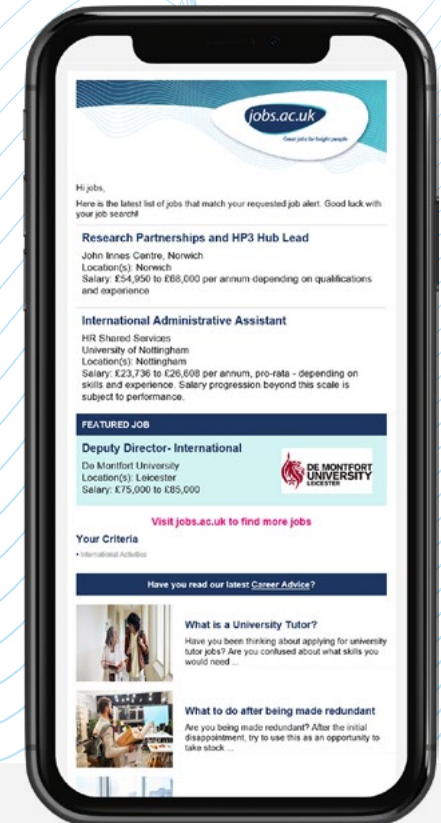 jobs.ac.uk
Great jobs for bright people
Hi jobs,
Here is the latest list of jobs that match your requested job alert. Good luck with
your job search!
Research Partnerships and HP3 Hub Lead
John Innes Centre, Norwich
Location(s): Norwich
Salary: £54,950 to £68,000 per annum depending on qualifications
and experience
International Administrative Assistant
HR Shared Services
University of Nottingham
Location(s): Nottingham
Salary: £23,736 to £26,608 per annum, pro-rata - depending on
skills and experience. Salary progression beyond this scale is
subject to performance.
FEATURED JOB
Deputy Director- International
De Montfort University
Location(s): Leicester
Salary: £75,000 to £85,000
DE MONTFORT
UNIVERSITY
LEICESTER
Visit jobs.ac.uk to find more jobs
Your Criteria
• International Activities
Have you read our latest Career Advice?
What is a University Tutor?
Have you been thinking about applying for university
tutor jobs? Are you confused about what skills you
would need ...
What to do after being made redundant
Are you being made redundant? After the initial
disappointment, try to use this as an opportunity to
take stock ...